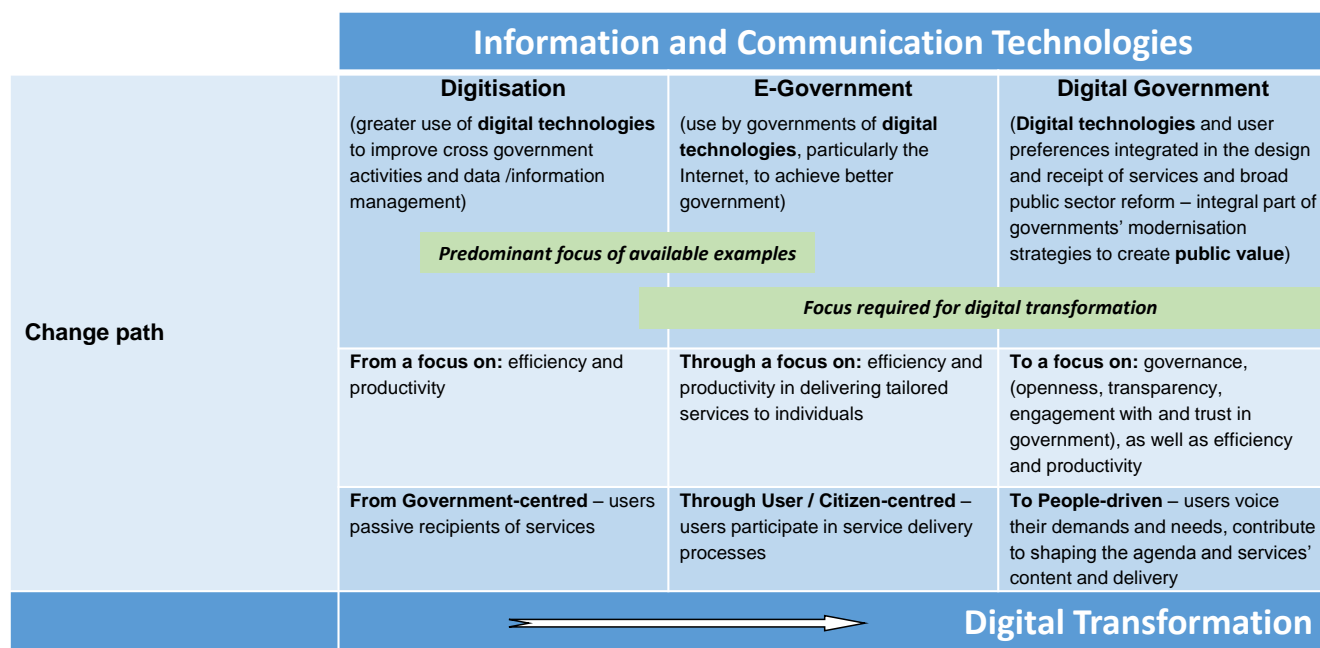 Information and Communication Technologies
Digitisation
(greater use of digital technologies
to improve cross government
activities and data /information
management)
E-Government
(use by governments of digital
technologies, particularly the
Internet, to achieve better
government)
Digital Government
(Digital technologies and user
preferences integrated in the design
and receipt of services and broad
public sector reform – integral part of
governments’ modernisation
strategies to create public value)
Predominant focus of available examples
Focus required for digital transformation
Change path
From a focus on: efficiency and
productivity
Through a focus on: efficiency and
productivity in delivering tailored
services to individuals
To a focus on: governance,
(openness, transparency,
engagement with and trust in
government), as well as efficiency
and productivity
From Government-centred – users
passive recipients of services
Through User / Citizen-centred –
users participate in service delivery
processes
To People-driven – users voice
their demands and needs, contribute
to shaping the agenda and services’
content and delivery
Digital Transformation